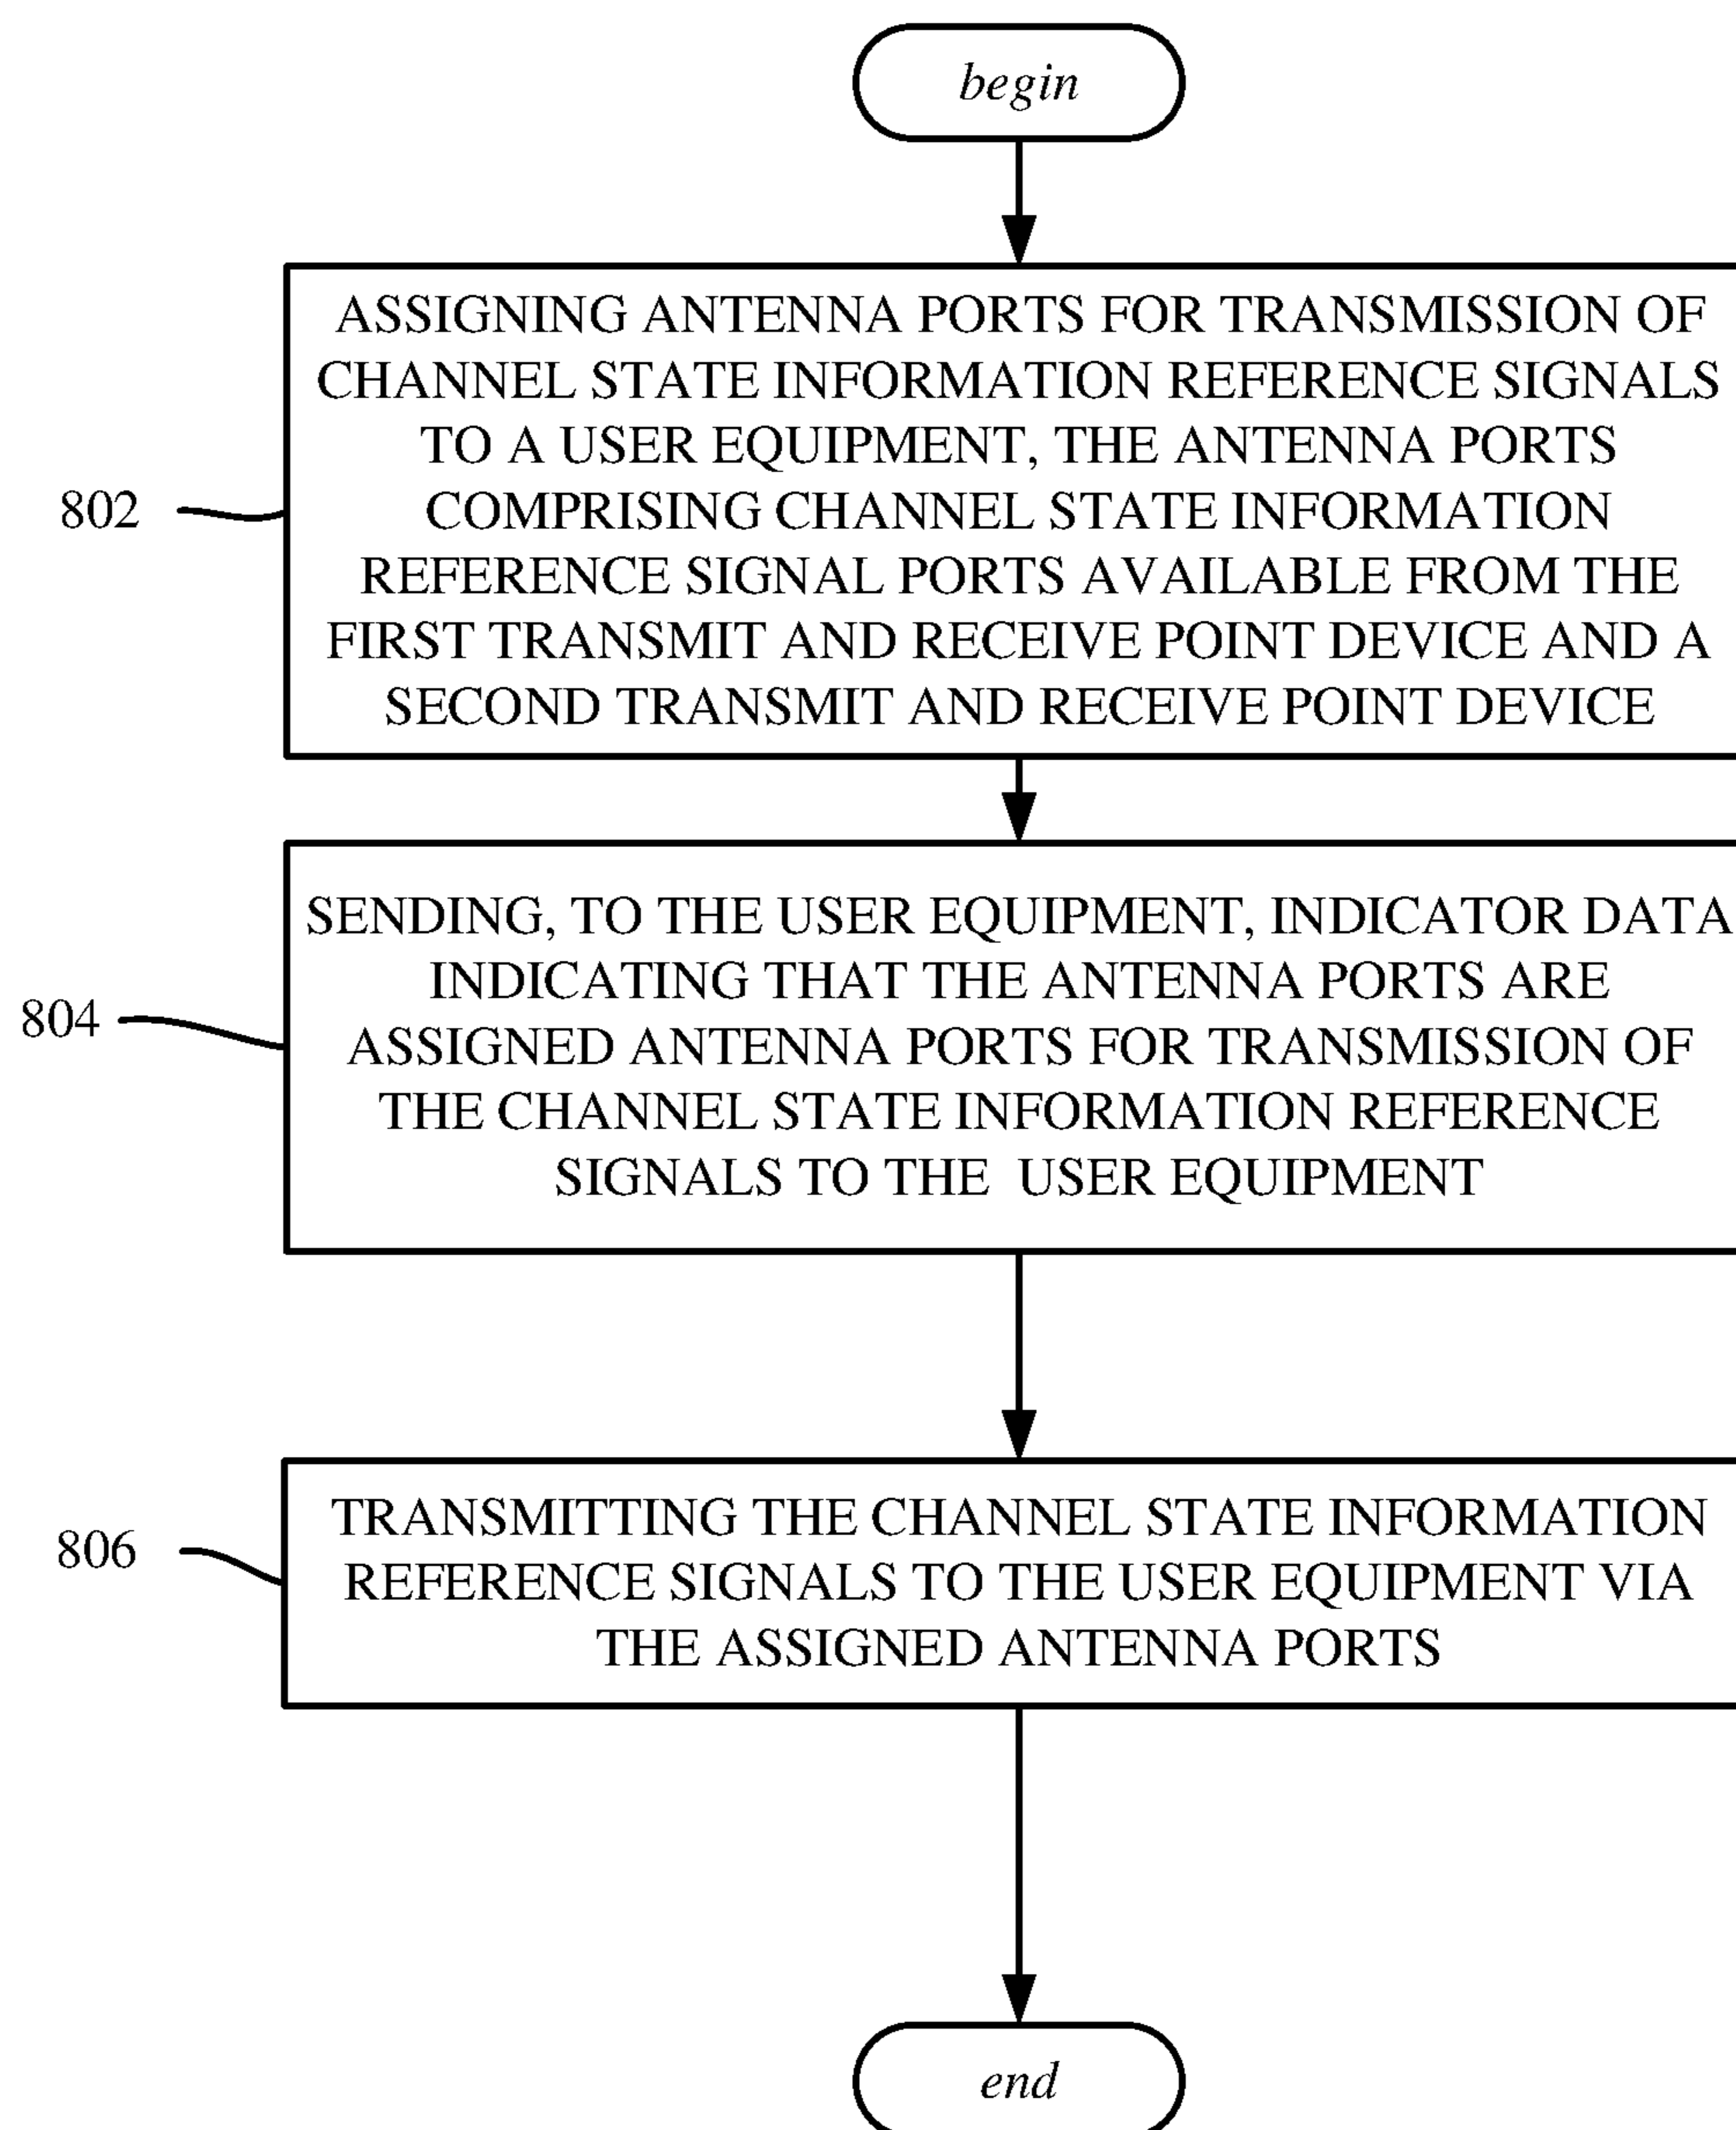 begin
ASSIGNING ANTENNA PORTS FOR TRANSMISSION OF
CHANNEL STATE INFORMATION REFERENCE SIGNALS
TO A USER EQUIPMENT, THE ANTENNA PORTS
COMPRISING CHANNEL STATE INFORMATION
REFERENCE SIGNAL PORTS AVAILABLE FROM THE
FIRST TRANSMIT AND RECEIVE POINT DEVICE AND A
SECOND TRANSMIT AND RECEIVE POINT DEVICE
802
SENDING, TO THE USER EQUIPMENT, INDICATOR DATA
INDICATING THAT THE ANTENNA PORTS ARE
ASSIGNED ANTENNA PORTS FOR TRANSMISSION OF
THE CHANNEL STATE INFORMATION REFERENCE
SIGNALS TO THE  USER EQUIPMENT
804
TRANSMITTING THE CHANNEL STATE INFORMATION
REFERENCE SIGNALS TO THE USER EQUIPMENT VIA
THE ASSIGNED ANTENNA PORTS
806
end